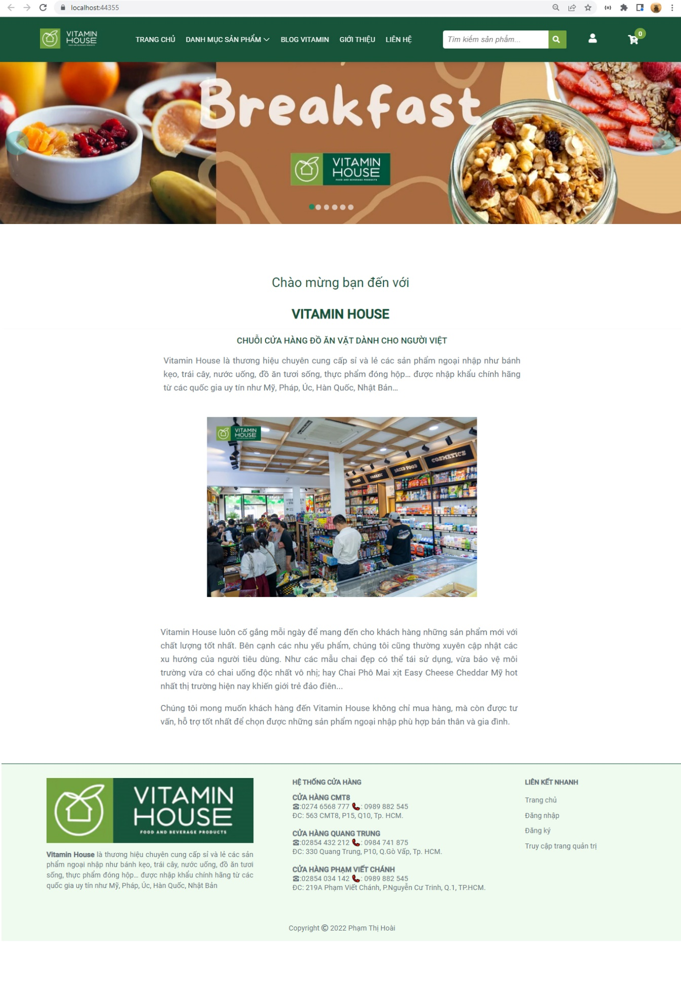 localhost:44355
VITAMIN
HOUSE
FOOD AND BEVERAGE PRODUCTS
TRANG CHỦ
DANH MỤC SẢN PHẨM
BLOG VITAMIN
GIỚI THIỆU
LIÊN HỆ
Tìm kiếm sản phẩm...
0
Breakfast
VITAMIN
HOUSE
FOOD AND BEVERAGE PRODUCTS
Chào mừng bạn đến với
VITAMIN HOUSE
CHUỖI CỬA HÀNG ĐỒ ĂN VẶT DÀNH CHO NGƯỜI VIỆT
Vitamin House là thương hiệu chuyên cung cấp sỉ và lẻ các sản phẩm ngoại nhập như bánh
kẹo, trái cây, nước uống, đồ ăn tươi sống, thực phẩm đóng hộp... được nhập khẩu chính hãng
từ các quốc gia uy tín như Mỹ, Pháp, Úc, Hàn Quốc, Nhật Bản...
VITAMIN
HOUSE
ORGANIC
DRIED FOOD
COSMETICS
Vitamin House luôn cố gắng mỗi ngày để mang đến cho khách hàng những sản phẩm mới với
chất lượng tốt nhất. Bên cạnh các nhu yếu phẩm, chúng tôi cũng thường xuyên cập nhật các
xu hướng của người tiêu dùng. Như các mẫu chai đẹp có thể tái sử dụng, vừa bảo vệ môi
trường vừa có chai uống độc nhất vô nhị; hay Chai Phô Mai xịt Easy Cheese Cheddar Mỹ hot
nhất thị trường hiện nay khiến giới trẻ đảo điên...
Chúng tôi mong muốn khách hàng đến Vitamin House không chỉ mua hàng, mà còn được tư
vấn, hỗ trợ tốt nhất để chọn được những sản phẩm ngoại nhập phù hợp bản thân và gia đình.
VITAMIN
HOUSE
FOOD AND BEVERAGE PRODUCTS
Vitamin House là thương hiệu chuyên cung cấp sỉ và lẻ các sản
phẩm ngoại nhập như bánh kẹo, trái cây, nước uống, đồ ăn tươi
sống, thực phẩm đóng hộp... được nhập khẩu chính hãng từ các
quốc gia uy tín như Mỹ, Pháp, Úc, Hàn Quốc, Nhật Bản
HỆ THỐNG CỬA HÀNG
CỬA HÀNG CMT8
☎:0274 6568 777 📞: 0989 882 545
ĐC: 563 CMT8, P15, Q10, Tp. HCM.
CỬA HÀNG QUANG TRUNG
☎:02854 432 212 📞: 0984 741 875
ĐC: 330 Quang Trung, P10, Q.Gò Vấp, Tp. HCM.
CỬA HÀNG PHẠM VIẾT CHÁNH
☎:02854 034 142 📞: 0989 882 545
ĐC: 219A Phạm Viết Chánh, P.Nguyễn Cư Trinh, Q.1, TP.HCM.
LIÊN KẾT NHANH
Trang chủ
Đăng nhập
Đăng ký
Truy cập trang quản trị
Copyright © 2022 Phạm Thị Hoài